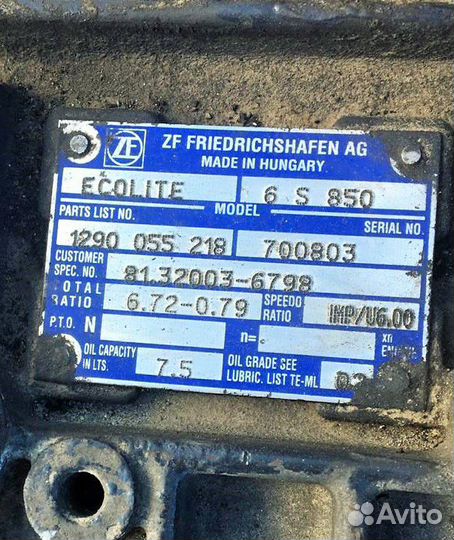 ZF FRIEDRICHSHAFEN AG
ZF MADE IN HUNGARY
ECOLITE 6 S 850
PARTS LIST NO. MODEL SERIAL NO.
1290 055 218 700803
CUSTOMER SPEC. NO. 81.32003-6798
TOTAL RATIO 6.72-0.79 SPEEDO RATIO IMP/U6.00
P.T.O. N n= xn
OIL CAPACITY IN LTS. 7.5 OIL GRADE SEE LUBRIC. LIST TE-ML
Avito